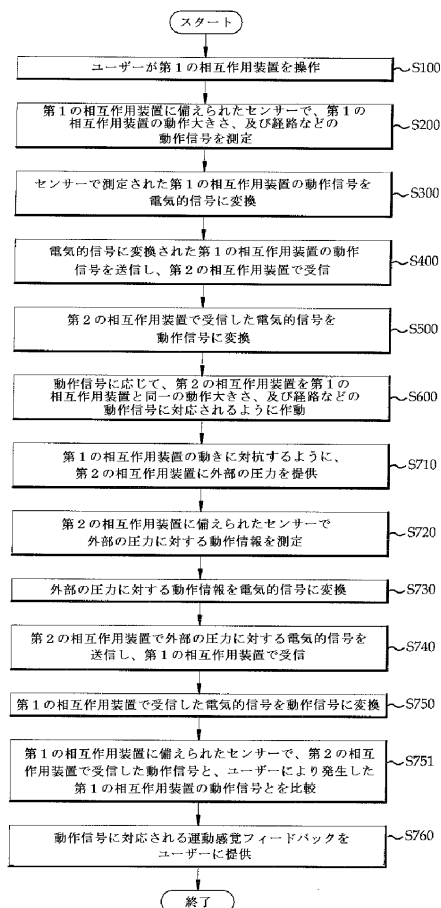 スタート
ユーザーが第1の相互作用装置を操作
S100
第1の相互作用装置に備えられたセンサーで、第1の
相互作用装置の動作大きさ、及び経路などの
動作信号を測定
S200
センサーで測定された第1の相互作用装置の動作信号を
電気的信号に変換
S300
電気的信号に変換された第1の相互作用装置の動作
信号を送信し、第2の相互作用装置で受信
S400
第2の相互作用装置で受信した電気的信号を
動作信号に変換
S500
動作信号に応じて、第2の相互作用装置を第1の
相互作用装置と同一の動作大きさ、及び経路などの
動作信号に対応されるように作動
S600
第1の相互作用装置の動きに対抗するように、
第2の相互作用装置に外部の圧力を提供
S710
第2の相互作用装置に備えられたセンサーで
外部の圧力に対する動作情報を測定
S720
外部の圧力に対する動作情報を電気的信号に変換
S730
第2の相互作用装置で外部の圧力に対する電気的信号を
送信し、第1の相互作用装置で受信
S740
第1の相互作用装置で受信した電気的信号を動作信号に変換
S750
第1の相互作用装置に備えられたセンサーで、第2の相互
作用装置で受信した動作信号と、ユーザーにより発生した
第1の相互作用装置の動作信号とを比較
S751
動作信号に対応される運動感覚フィードバックを
ユーザーに提供
S760
終了